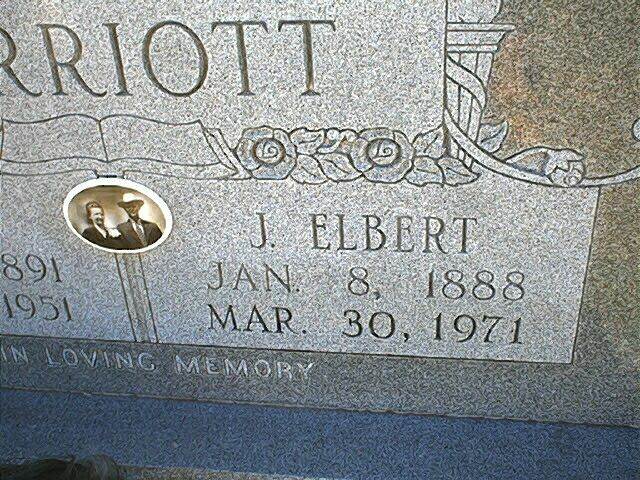 RRIOTT
J. ELBERT
JAN. 8, 1888
MAR. 30, 1971
891
1951
IN LOVING MEMORY